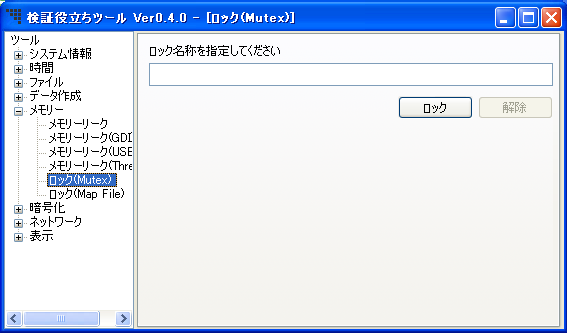 検証役立ちツール Ver0.4.0 - [ロック(Mutex)]
ツール
システム情報
時間
ファイル
データ作成
メモリー
メモリーリーク
メモリーリーク(GDI
メモリーリーク(USE
メモリーリーク(Thre
ロック(Mutex)
ロック(Map File)
暗号化
ネットワーク
表示
ロック名称を指定してください
ロック
解除